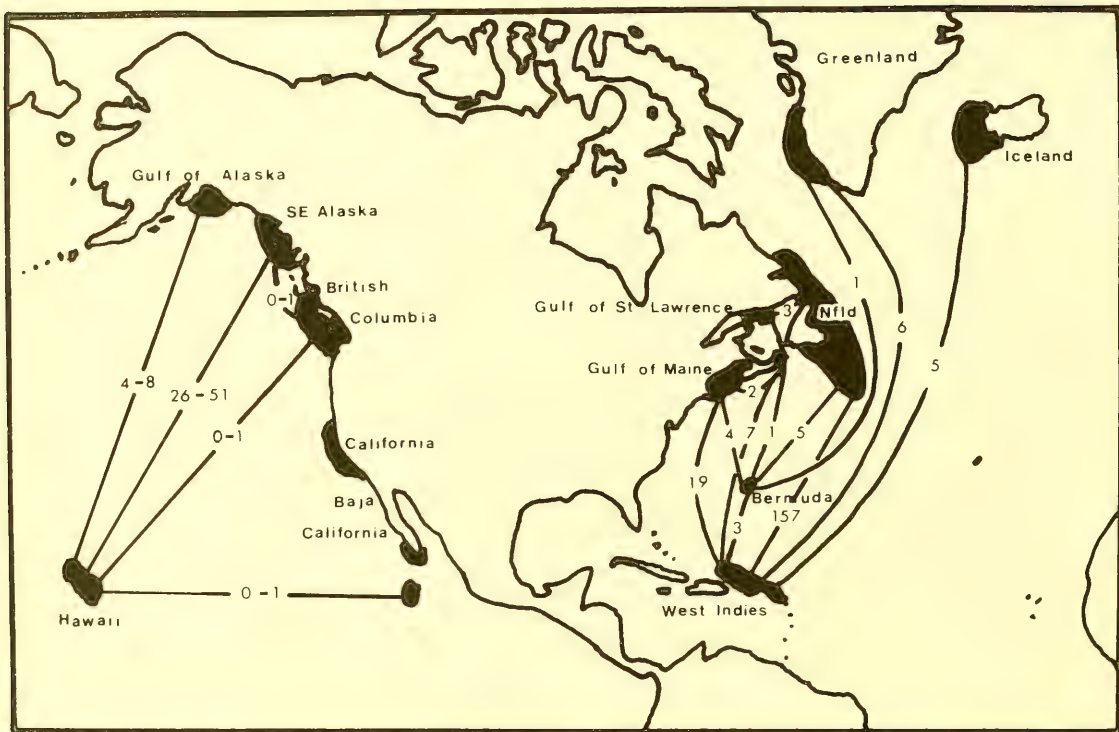 Greenland
Iceland
Gulf of Alaska
SE Alaska
0-1
British
Columbia
Gulf of St Lawrence
3
Nfld
1
6
5
Gulf of Maine
2
4-8
26-51
0-1
4
7
1
5
California
19
Bermuda
Baja
157
California
3
0-1
West Indies
Hawaii